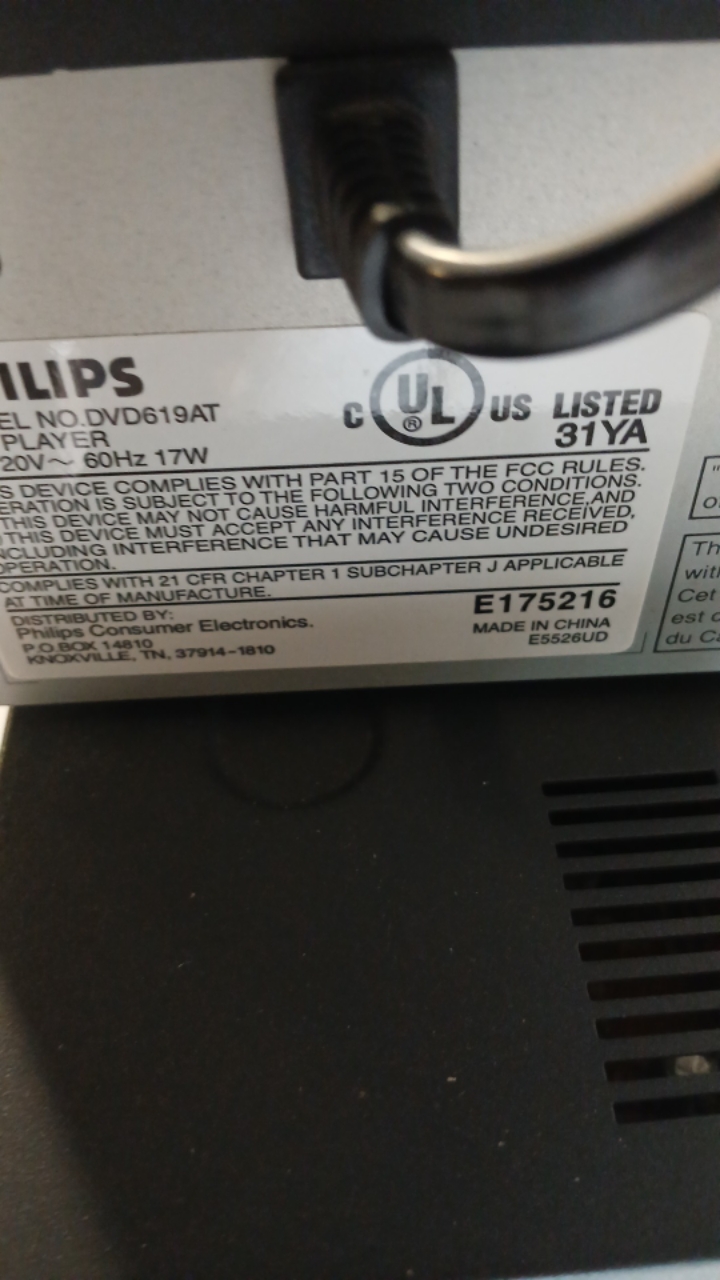 ILIPS
EL NO.DVD619AT
PLAYER
20V~ 60Hz 17W
C UL ® US LISTED
31YA
S DEVICE COMPLIES WITH PART 15 OF THE FCC RULES.
ERATION IS SUBJECT TO THE FOLLOWING TWO CONDITIONS.
THIS DEVICE MAY NOT CAUSE HARMFUL INTERFERENCE,AND
THIS DEVICE MUST ACCEPT ANY INTERFERENCE RECEIVED,
NCLUDING INTERFERENCE THAT MAY CAUSE UNDESIRED
OPERATION.
COMPLIES WITH 21 CFR CHAPTER 1 SUBCHAPTER J APPLICABLE
AT TIME OF MANUFACTURE.
DISTRIBUTED BY:
Philips Consumer Electronics.
P.O.BOX 14810
KNOXVILLE, TN, 37914-1810
E175216
MADE IN CHINA
E5526UD
Th
with
Cet
est
du Ca